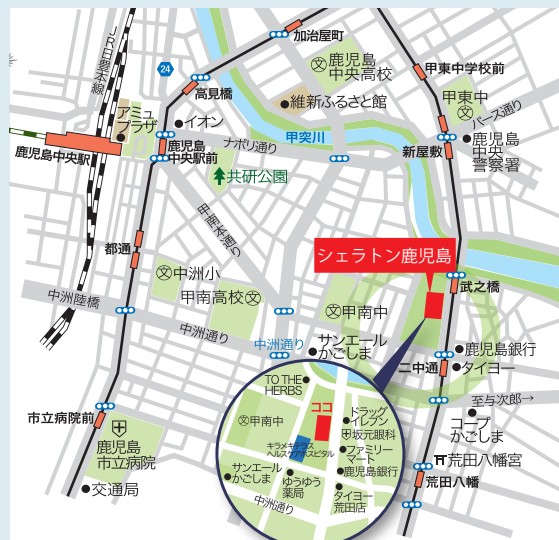 加治屋町
JR日豊本線
24
鹿児島
中央高校
甲東中学校前
高見橋
維新ふるさと館
甲東中
アミュ
プラザ
イオン
甲突川
パース通り
鹿児島中央駅
鹿児島
中央駅前
ナポリ通り
新屋敷
鹿児島
中央
警察署
共研公園
甲南本通り
都通
シェラトン鹿児島
中洲小
武之橋
中洲陸橋
甲南高校
甲南中
中洲通り
中洲通り
サンエール
かごしま
鹿児島銀行
二中通
タイヨー
TO THE
HERBS
至与次郎→
市立病院前
ココ
ドラッグ
イレブン
コープ
かごしま
甲南中
坂元眼科
鹿児島
市立病院
キラメキテラス
ヘルスケアホスピタル
ファミリー
マート
荒田八幡宮
サンエール
かごしま
ゆうゆう
薬局
鹿児島銀行
荒田八幡
交通局
中洲通り
タイヨー
荒田店